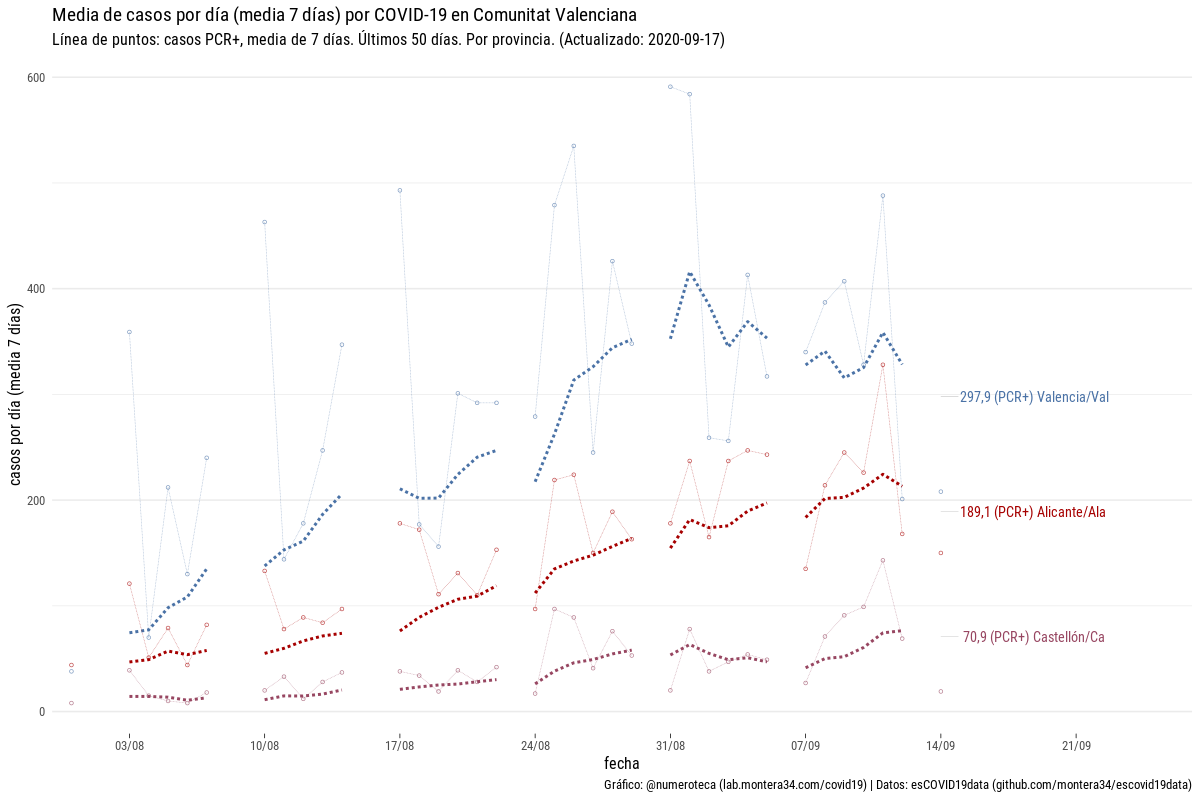 Media de casos por día (media 7 días) por COVID-19 en Comunitat Valenciana
Línea de puntos: casos PCR+, media de 7 días. Últimos 50 días. Por provincia. (Actualizado: 2020-09-17)
casos por día (media 7 días)
600
400
200
0
297,9 (PCR+) Valencia/Val
189,1 (PCR+) Alicante/Ala
70,9 (PCR+) Castellón/Ca
03/08 10/08 17/08 24/08 31/08 07/09 14/09 21/09
fecha
Gráfico: @numeroteca (lab.montera34.com/covid19) | Datos: esCOVID19data (github.com/montera34/escovid19data)